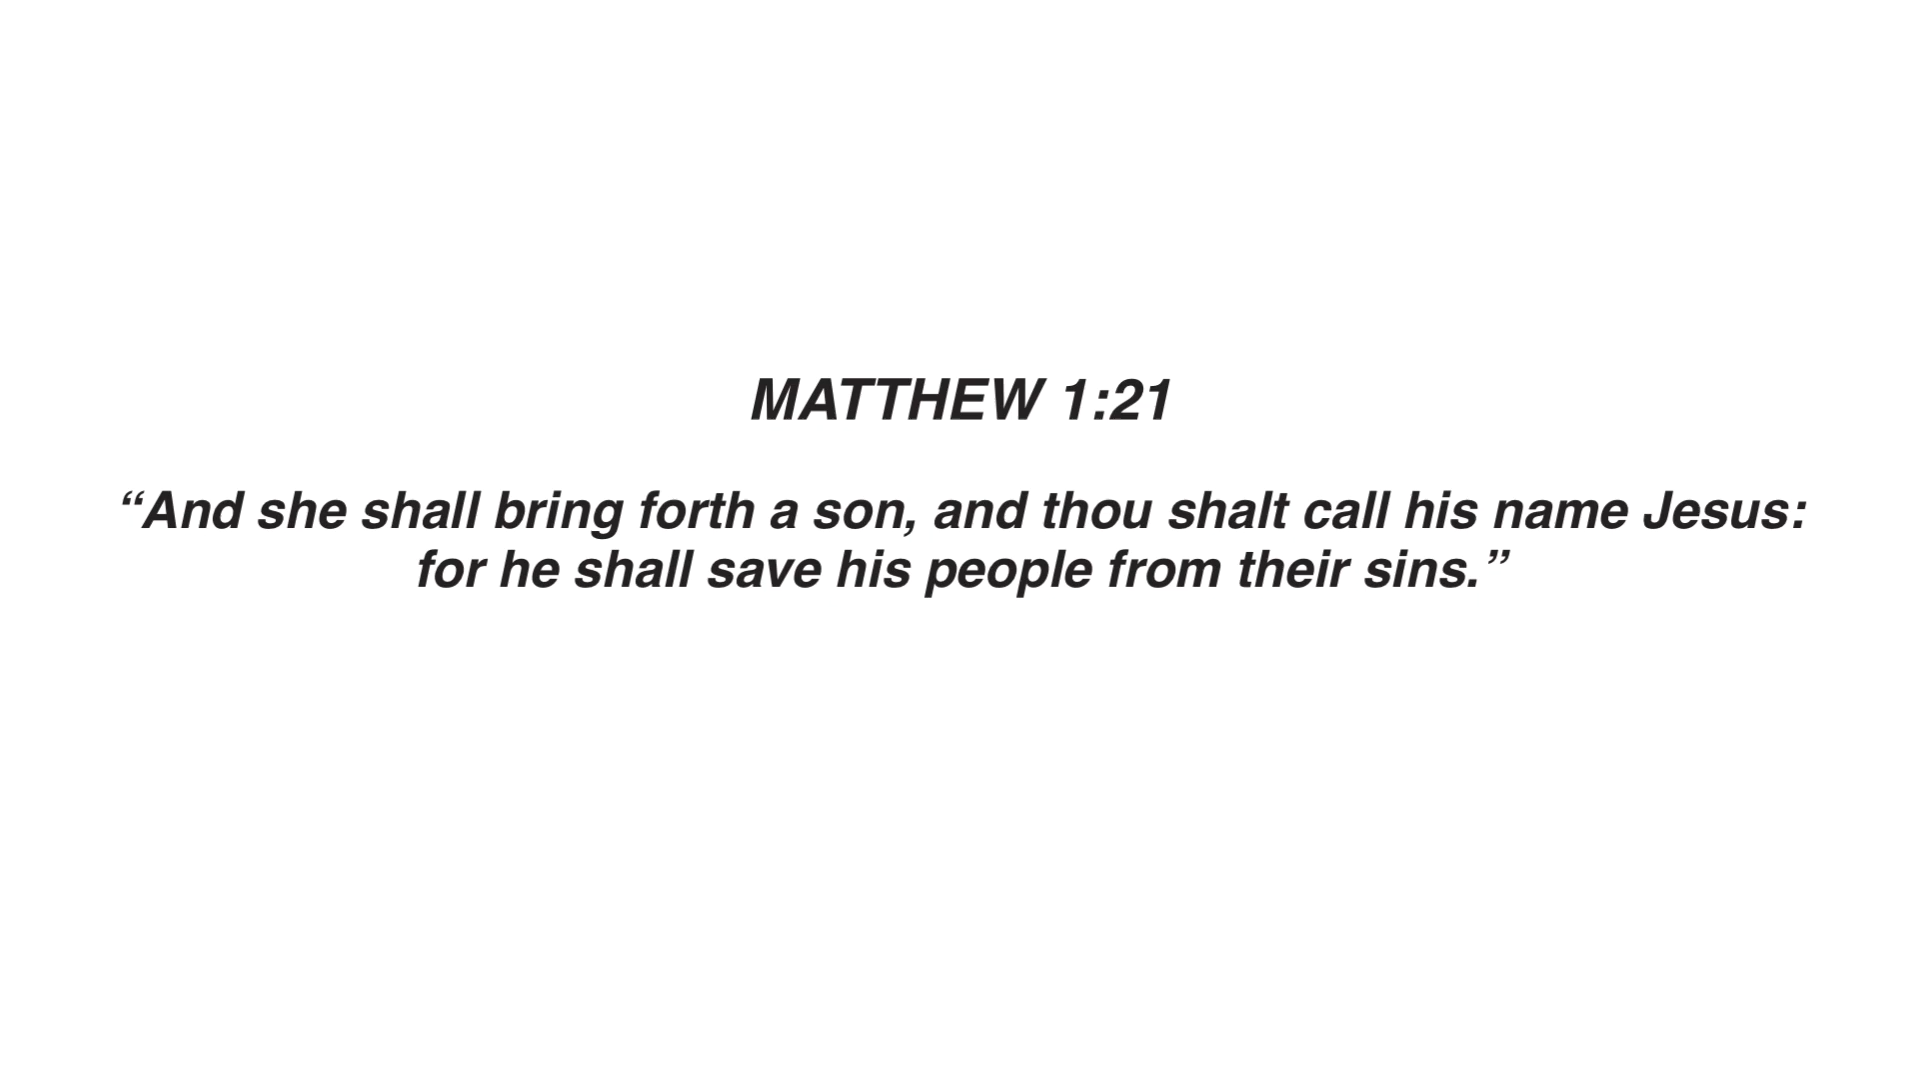 MATTHEW 1:21
“And she shall bring forth a son, and thou shalt call his name Jesus:
for he shall save his people from their sins.”